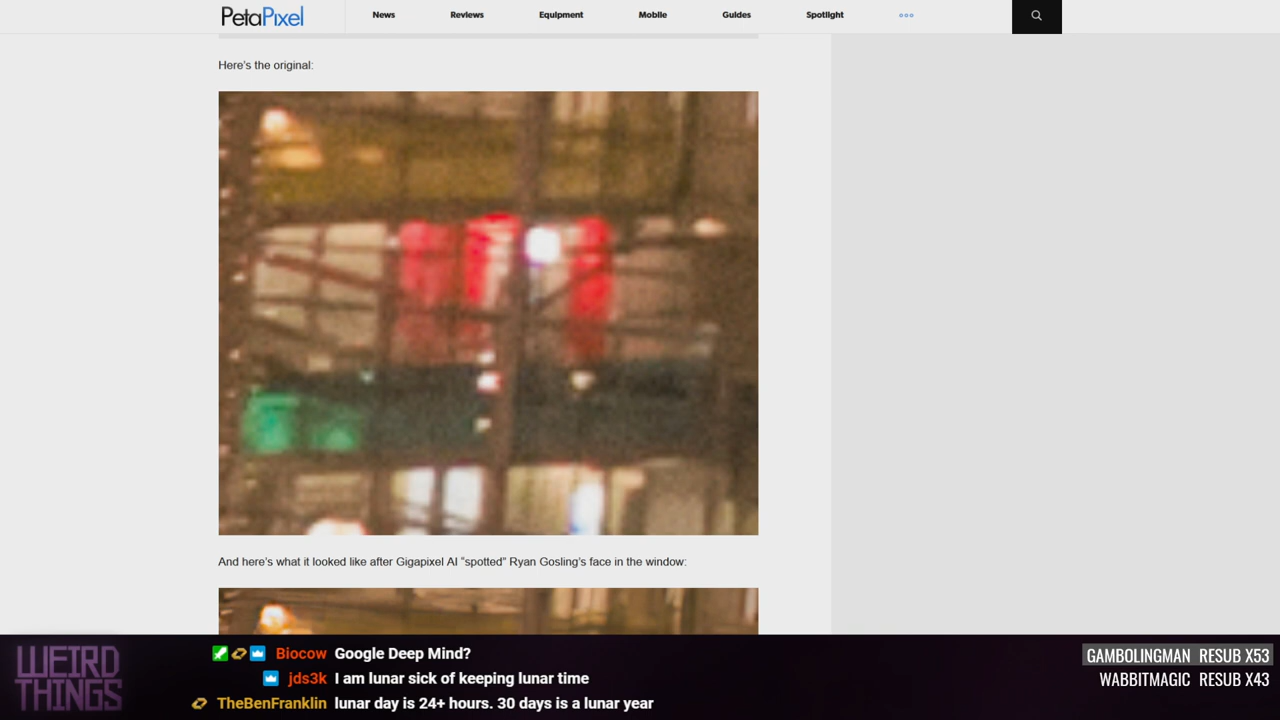 PetaPixel
News
Reviews
Equipment
Mobile
Guides
Spotlight
Here's the original:
And here's what it looked like after Gigapixel AI "spotted" Ryan Gosling's face in the window:
WEIRD
THINGS
Biocow Google Deep Mind?
jds3k I am lunar sick of keeping lunar time
TheBenFranklin lunar day is 24+ hours. 30 days is a lunar year
GAMBOLINGMAN RESUB X53
WABBITMAGIC RESUB X43